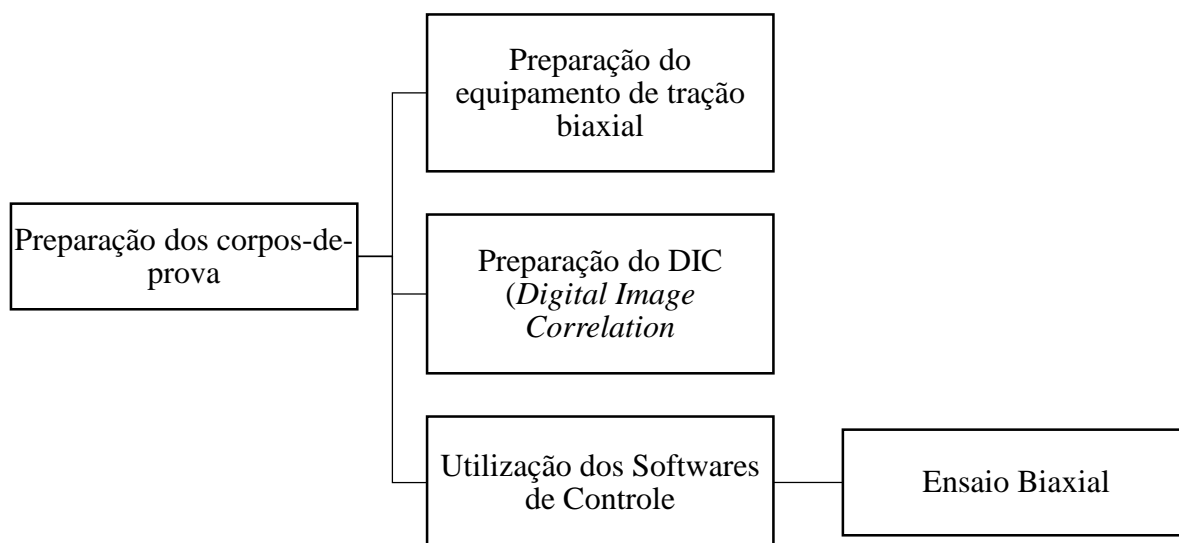 Preparação do
equipamento de tração
biaxial
Preparação dos corpos-de-
prova
Preparação do DIC
(Digital Image
Correlation
Utilização dos Softwares
de Controle
Ensaio Biaxial